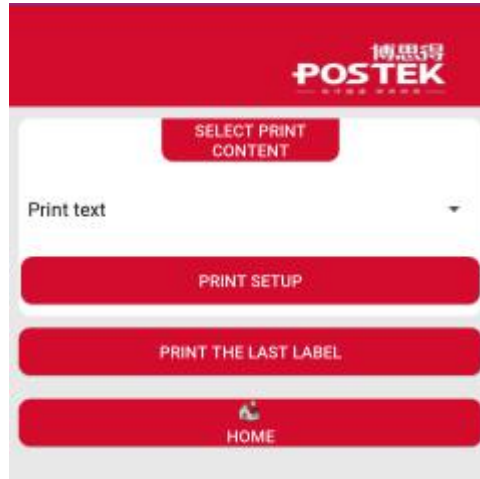 博思得
POSTEK
SELECT PRINT
CONTENT
Print text
PRINT SETUP
PRINT THE LAST LABEL
HOME